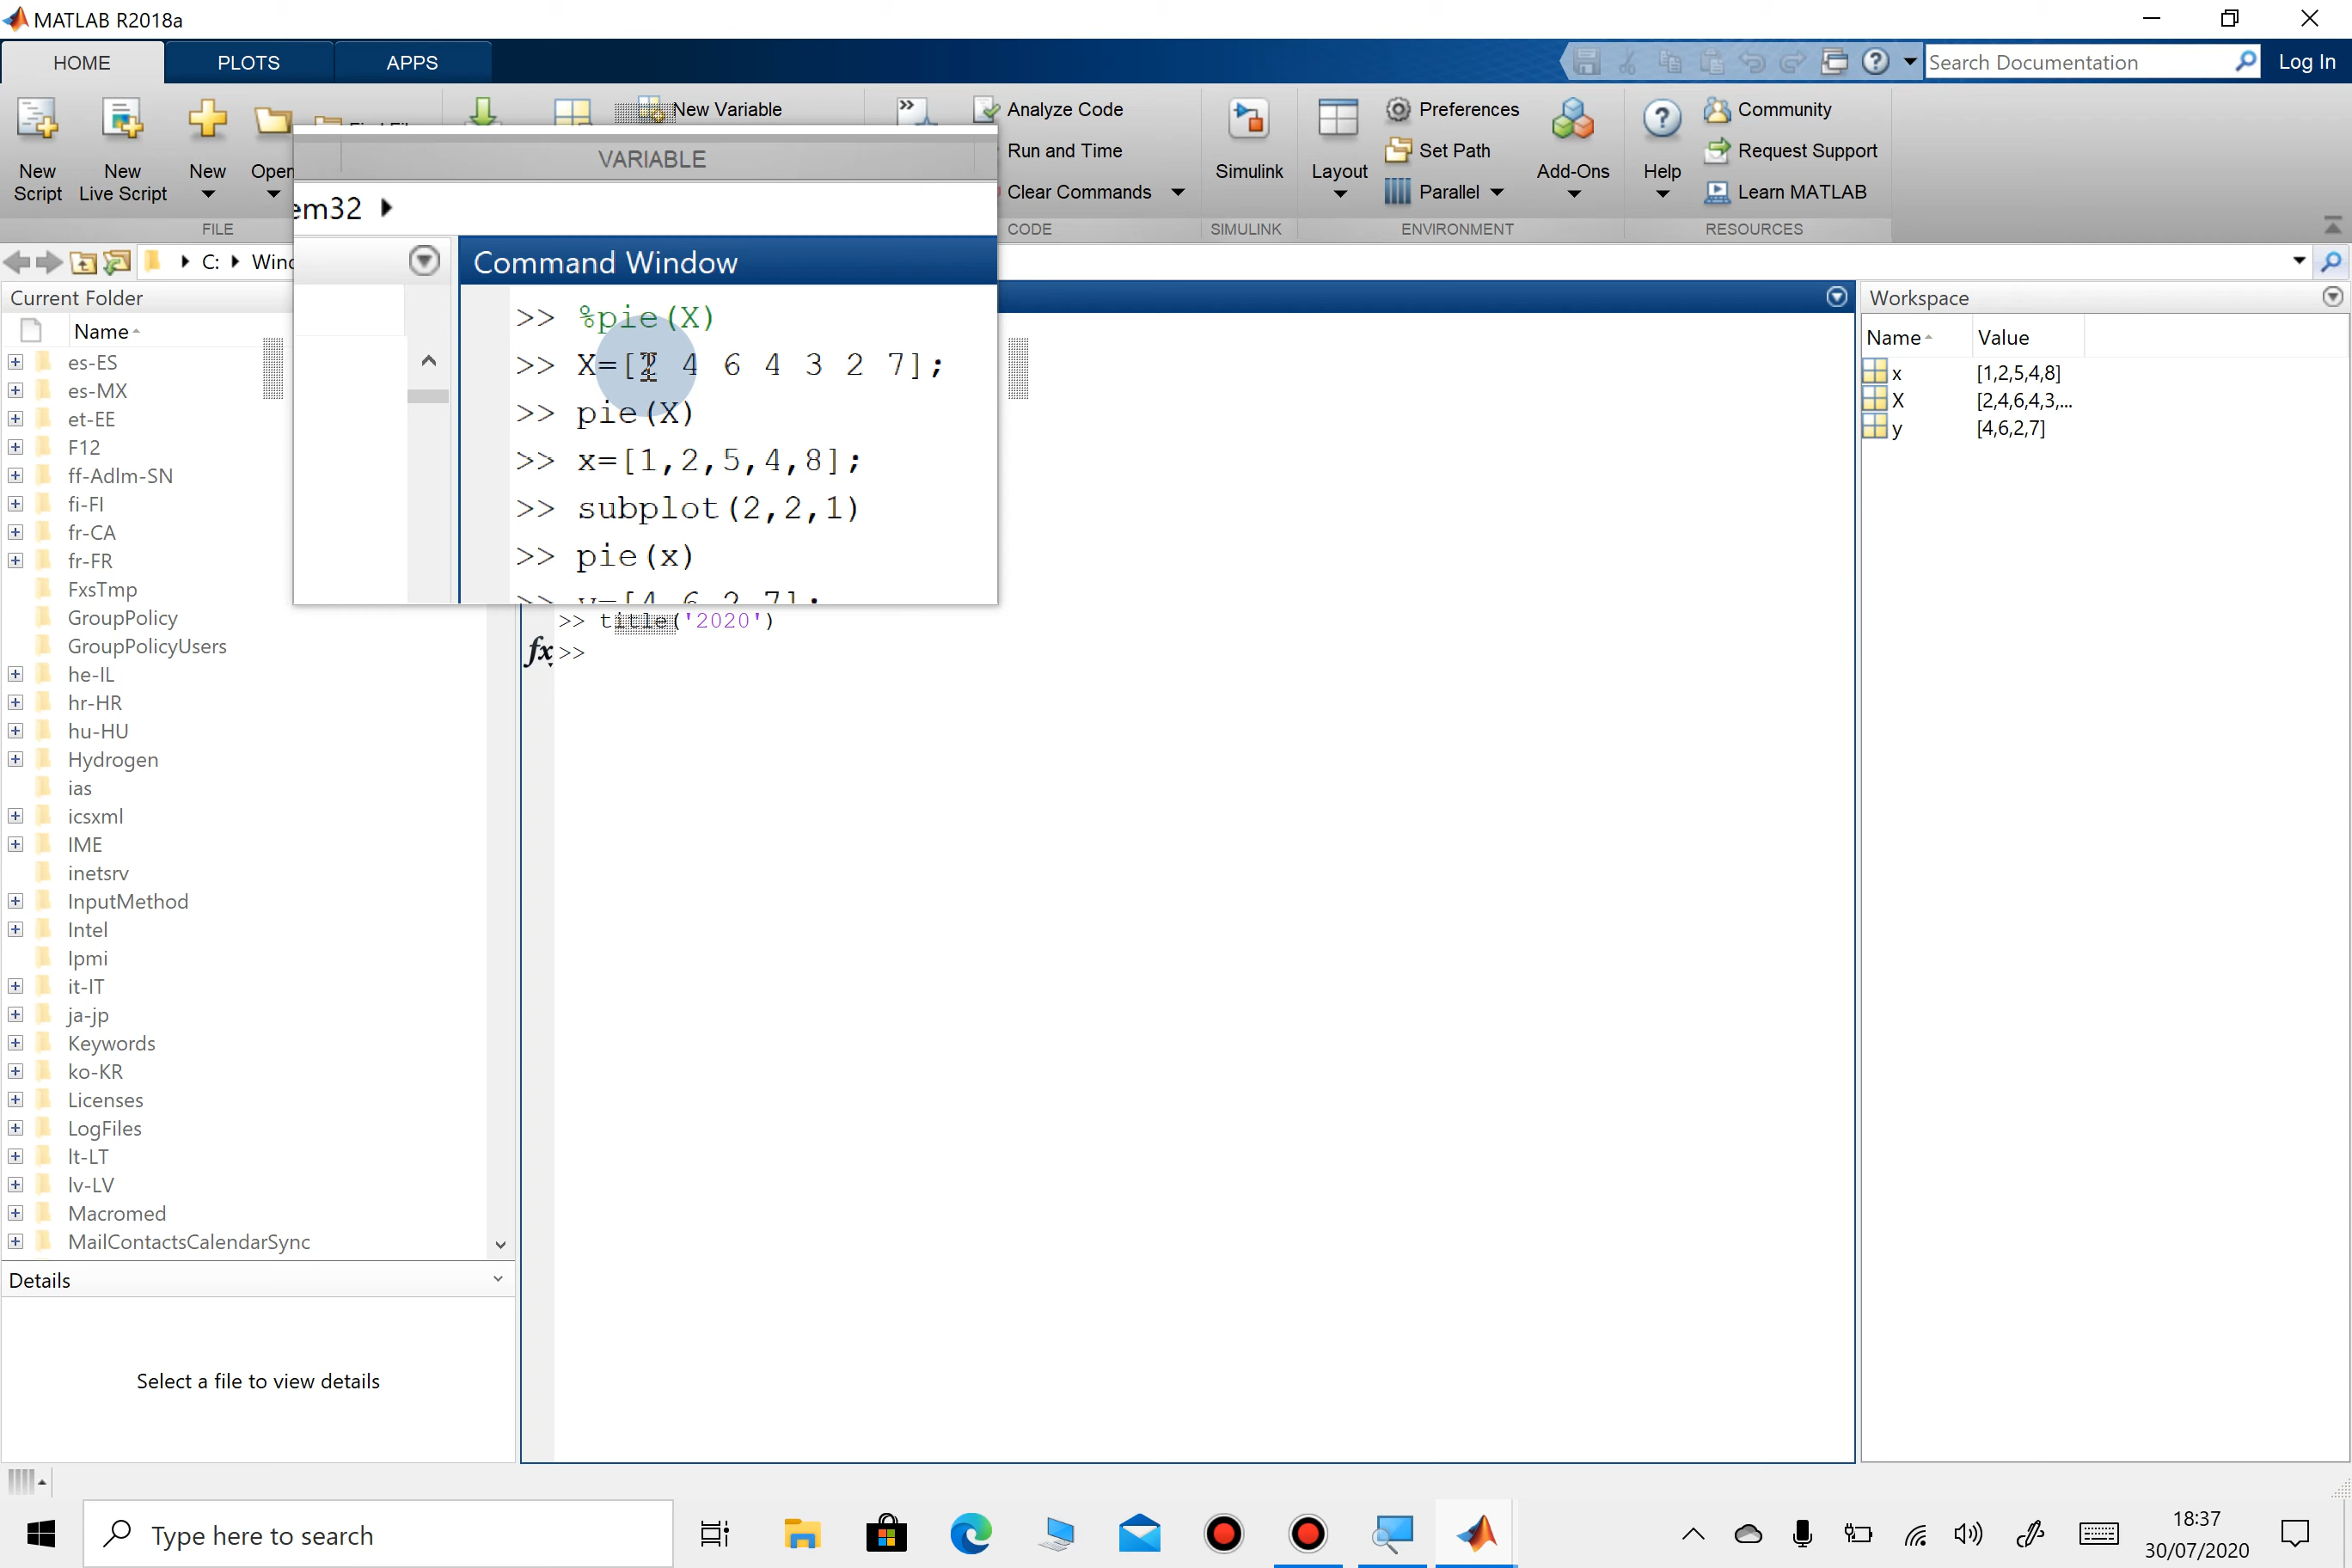 MATLAB R2018a
HOME PLOTS APPS
Search Documentation Log In
New Script
New Live Script
New
Open
New Variable
Analyze Code
Run and Time
Clear Commands
Simulink
Layout
Preferences
Set Path
Parallel
Add-Ons
Help
Community
Request Support
Learn MATLAB
FILE VARIABLE CODE SIMULINK ENVIRONMENT RESOURCES
C:
em32
Current Folder
Name
es-ES
es-MX
et-EE
F12
ff-Adlm-SN
fi-FI
fr-CA
fr-FR
FxsTmp
GroupPolicy
GroupPolicyUsers
he-IL
hr-HR
hu-HU
Hydrogen
ias
icsxml
IME
inetsrv
InputMethod
Intel
Ipmi
it-IT
ja-jp
Keywords
ko-KR
Licenses
LogFiles
lt-LT
lv-LV
Macromed
MailContactsCalendarSync
Details
Select a file to view details
Command Window
>> %pie(X)
>> X=[2 4 6 4 3 2 7];
>> pie(X)
>> x=[1,2,5,4,8];
>> subplot(2,2,1)
>> pie(x)
>> y=[4 6 2 7];
>> title('2020')
fx >>
Workspace
Name Value
x [1,2,5,4,8]
X [2,4,6,4,3,...
y [4,6,2,7]
Type here to search
18:37
30/07/2020